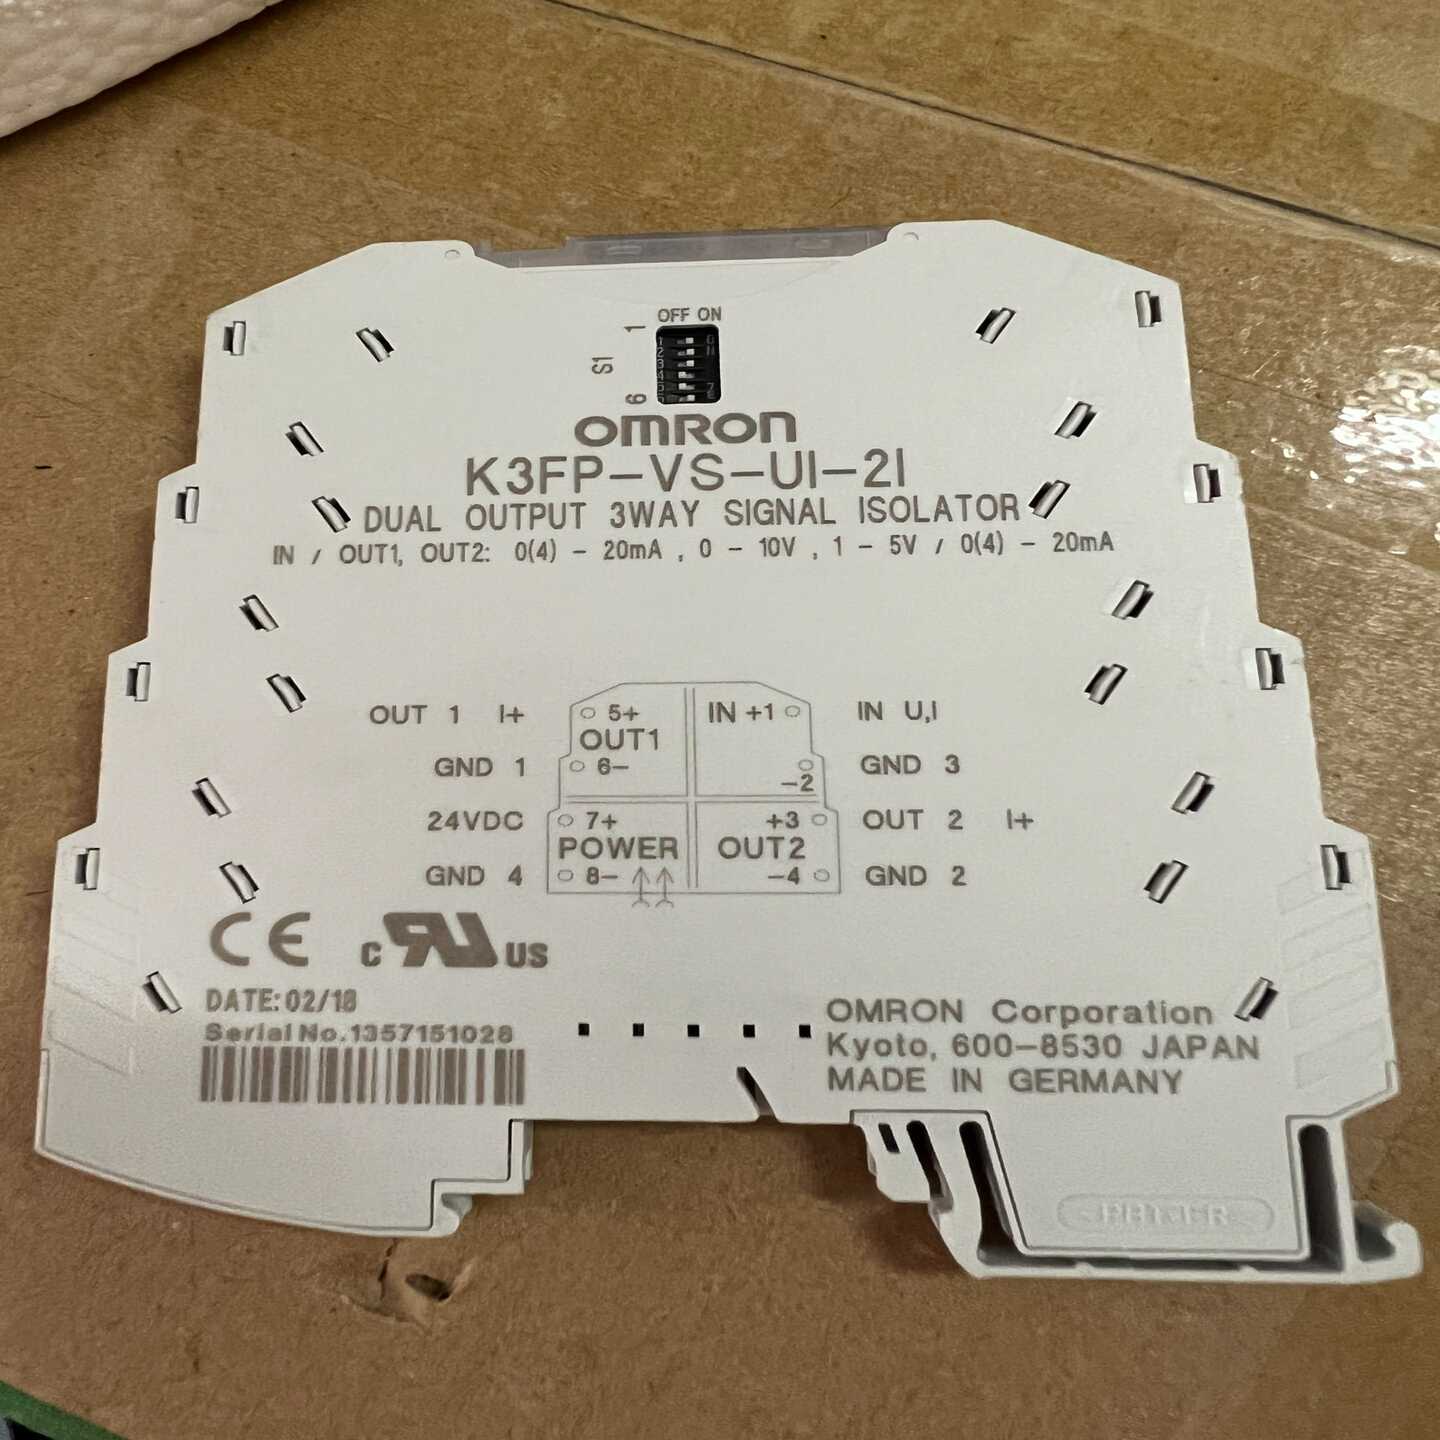 OFF ON
1
S1
6
OMRON
K3FP-VS-UI-2I
DUAL OUTPUT 3WAY SIGNAL ISOLATOR
IN / OUT1, OUT2: 0(4) - 20mA , 0 - 10V , 1 - 5V / 0(4) - 20mA
OUT 1 I+ 5+ IN +1 IN U,I
OUT1
GND 1 6- -2 GND 3
24VDC 7+ +3 OUT 2 I+
POWER OUT2
GND 4 8- -4 GND 2
CE c RU US
DATE: 02/18
Serial No. 1357151028
OMRON Corporation
Kyoto, 600-8530 JAPAN
MADE IN GERMANY